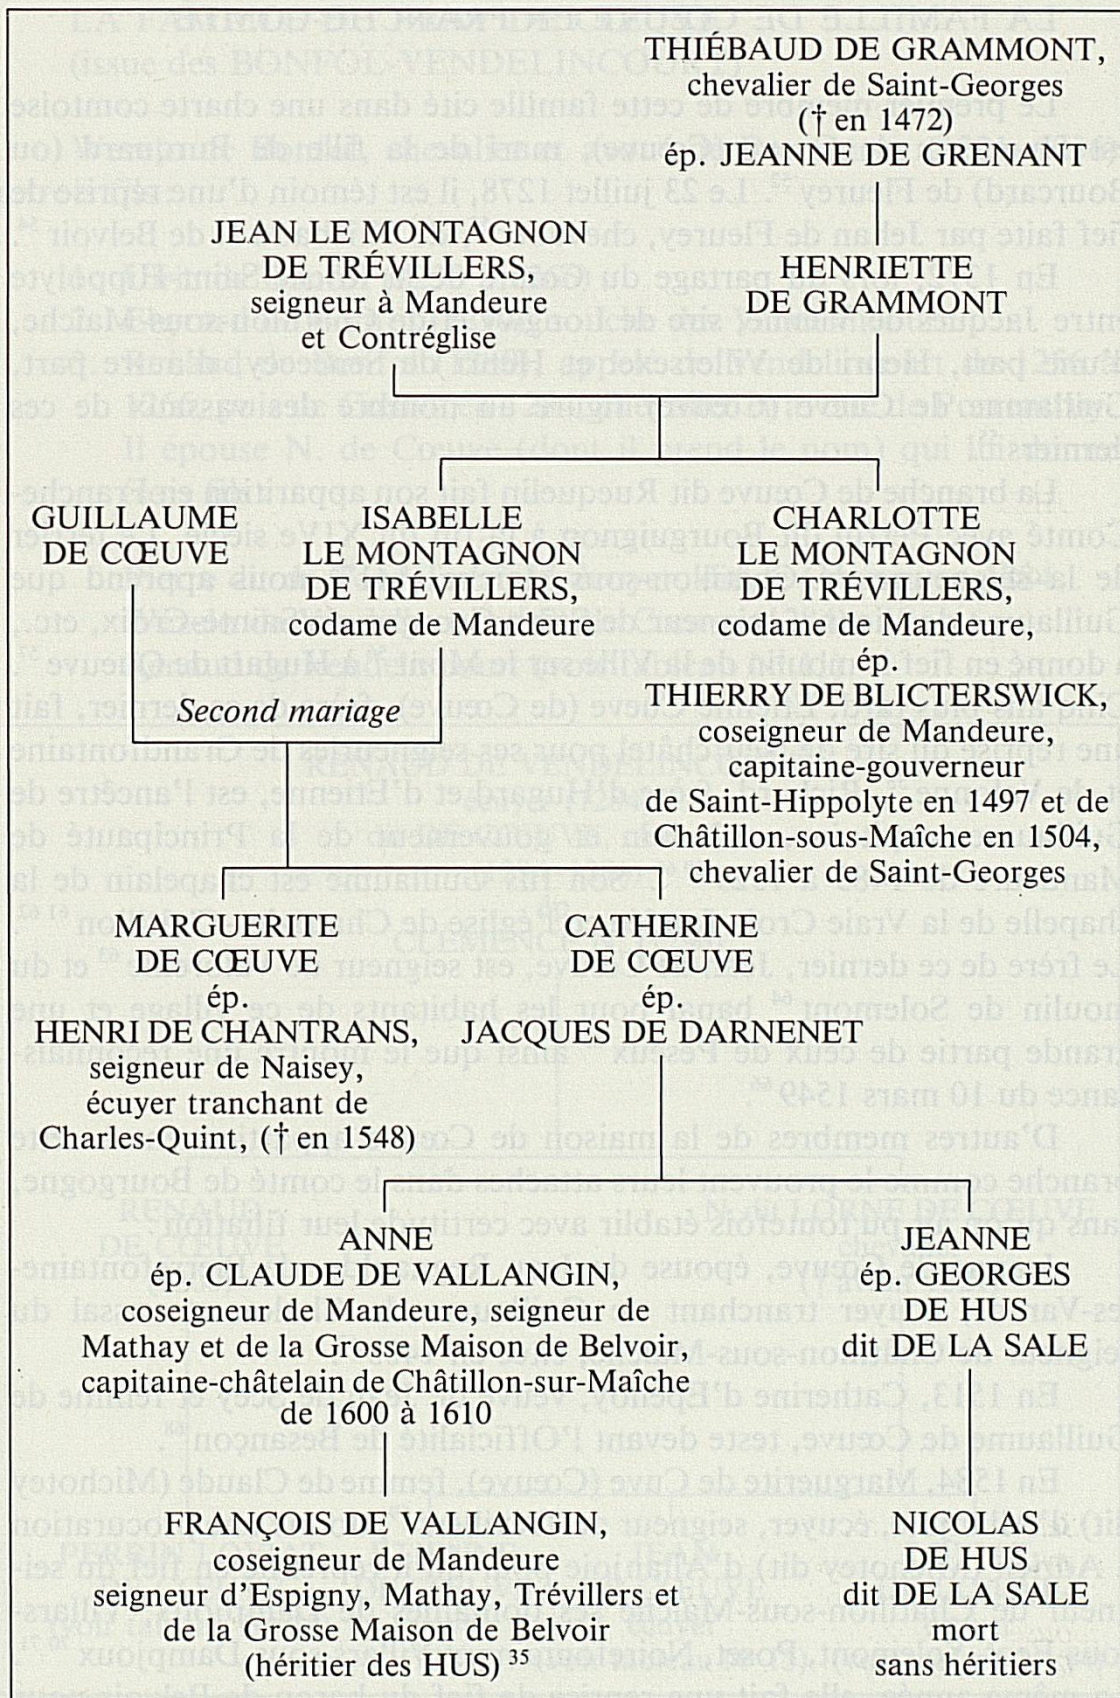 THIÉBAUD DE GRAMMONT,
chevalier de Saint-Georges
(† en 1472)
ép. JEANNE DE GRENANT
JEAN LE MONTAGNON
DE TRÉVILLERS,
seigneur à Mandeure
et Contréglise
HENRIETTE
DE GRAMMONT
GUILLAUME
DE CŒUVE
ISABELLE
LE MONTAGNON
DE TRÉVILLERS,
codame de Mandeure
CHARLOTTE
LE MONTAGNON
DE TRÉVILLERS,
codame de Mandeure,
ép.
THIERRY DE BLICTERSWICK,
coseigneur de Mandeure,
capitaine-gouverneur
de Saint-Hippolyte en 1497 et de
Châtillon-sous-Maîche en 1504,
chevalier de Saint-Georges
Second mariage
MARGUERITE
DE CŒUVE
ép.
HENRI DE CHANTRANS,
seigneur de Naisey,
écuyer tranchant de
Charles-Quint, († en 1548)
CATHERINE
DE CŒUVE
ép.
JACQUES DE DARNENET
ANNE
ép. CLAUDE DE VALLANGIN,
coseigneur de Mandeure, seigneur de
Mathay et de la Grosse Maison de Belvoir,
capitaine-châtelain de Châtillon-sur-Maîche
de 1600 à 1610
JEANNE
ép. GEORGES
DE HUS
dit DE LA SALE
FRANÇOIS DE VALLANGIN,
coseigneur de Mandeure
seigneur d'Espigny, Mathay, Trévillers et
de la Grosse Maison de Belvoir
(héritier des HUS) 35
NICOLAS
DE HUS
dit DE LA SALE
mort
sans héritiers